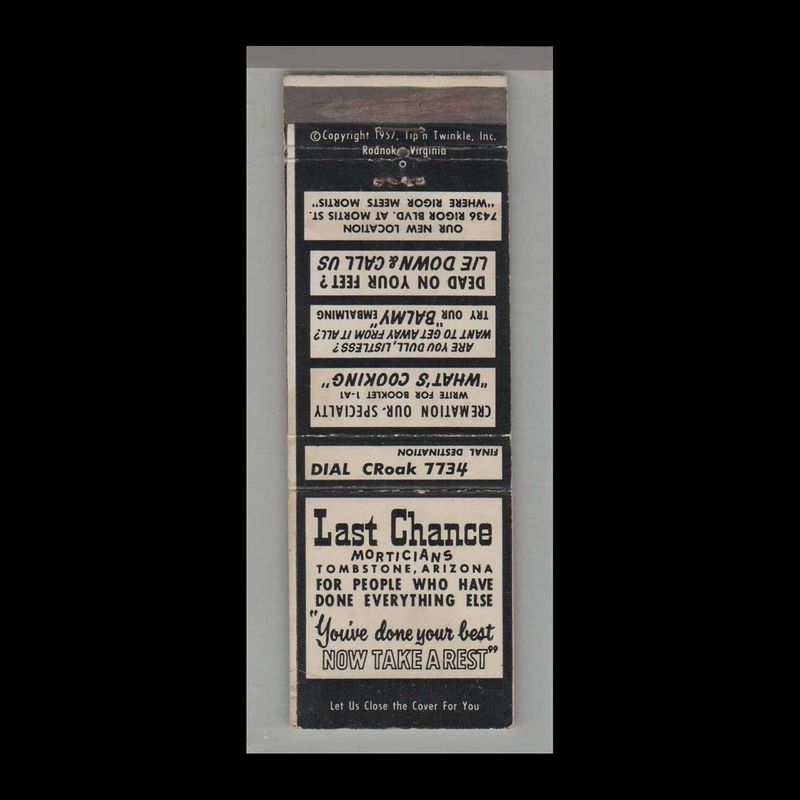 ©Copyright 1957, Tip'n Twinkle, Inc.
Roanoke, Virginia
FINAL DESTINATION
CREMATION OUR SPECIALTY
WRITE FOR BOOKLET 1-A1
"WHAT'S COOKING"
ARE YOU DULL, LISTLESS?
WANT TO GET AWAY FROM IT ALL?
TRY OUR "BALMY" EMBALMING
DEAD ON YOUR FEET?
LIE DOWN & CALL US
OUR NEW LOCATION
7436 RIGOR BLVD. AT MORTIS ST.
"WHERE RIGOR MEETS MORTIS"
DIAL CRoak 7734
Last Chance
MORTICIANS
TOMBSTONE, ARIZONA
FOR PEOPLE WHO HAVE
DONE EVERYTHING ELSE
"You've done your best
NOW TAKE A REST"
Let Us Close the Cover For You